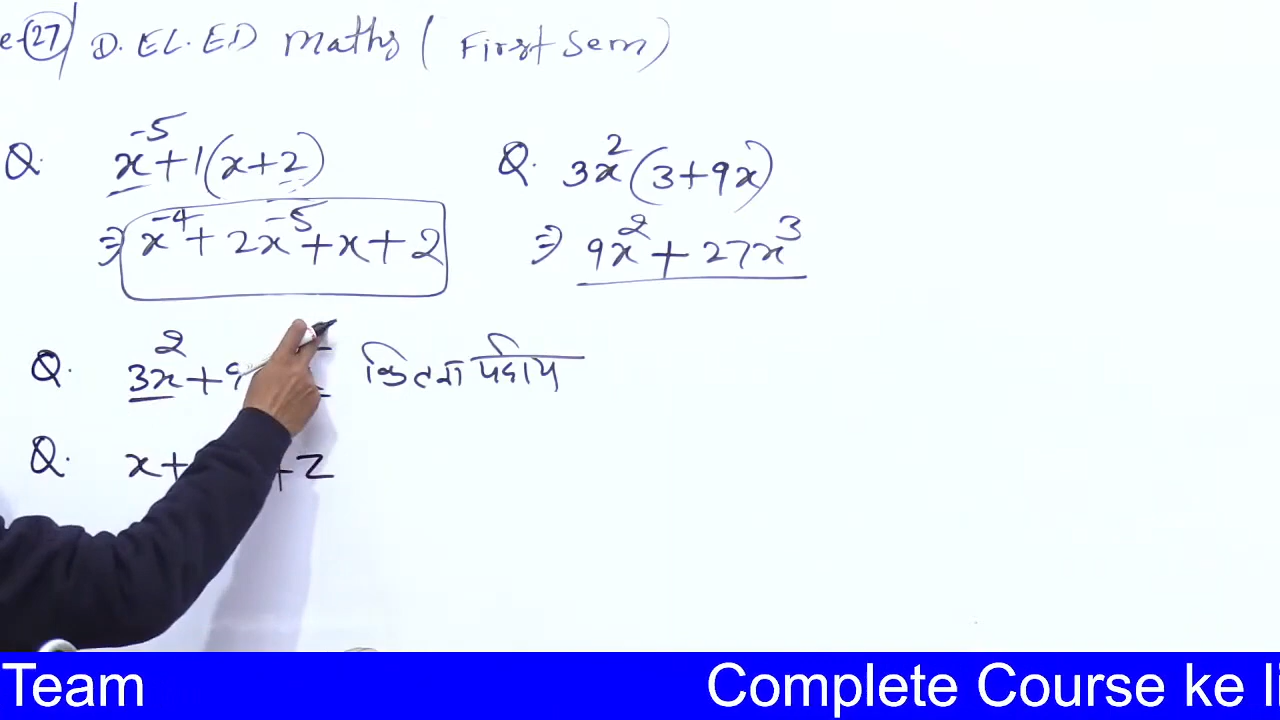 e-(27) D.EL.ED Maths (First Sem)
Q. x⁻⁵+1(x+2)
⇒ x⁻⁴+2x⁻⁵+x+2
Q. 3x²(3+9x)
⇒ 9x²+27x³
Q. 3x²+9 कितना पदीय
Q. x+ +2
Team Complete Course ke li